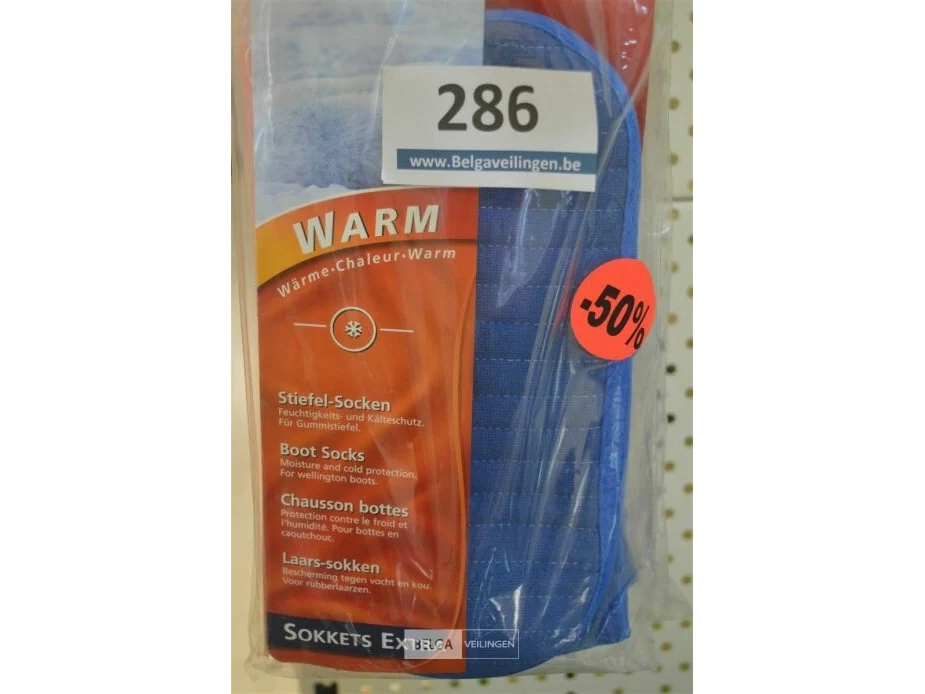 286
www.Belgaveilingen.be
WARM
Wärme·Chaleur·Warm
-50%
Stiefel-Socken
Feuchtigkeits- und Kälteschutz.
Für Gummistiefel.
Boot Socks
Moisture and cold protection.
For wellington boots.
Chausson bottes
Protection contre le froid et
l'humidité. Pour bottes en
caoutchouc.
Laars-sokken
Bescherming tegen vocht en kou.
Voor rubberlaarzen.
SOKKETS
BELGA VEILINGEN